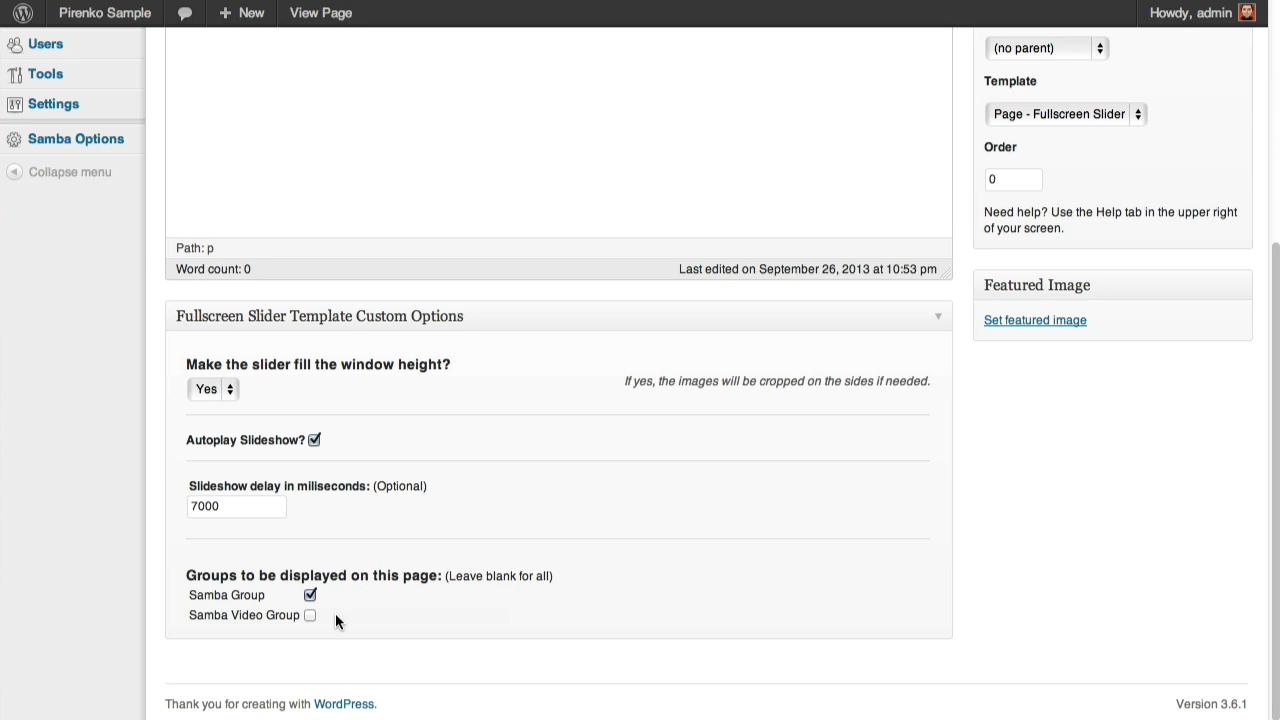 Pirenko Sample
+ New
View Page
Howdy, admin
Users
Tools
Settings
Samba Options
Collapse menu
Path: p
Word count: 0
Last edited on September 26, 2013 at 10:53 pm
Fullscreen Slider Template Custom Options
Make the slider fill the window height?
Yes
If yes, the images will be cropped on the sides if needed.
Autoplay Slideshow?
Slideshow delay in miliseconds: (Optional)
7000
Groups to be displayed on this page: (Leave blank for all)
Samba Group
Samba Video Group
(no parent)
Template
Page - Fullscreen Slider
Order
0
Need help? Use the Help tab in the upper right
of your screen.
Featured Image
Set featured image
Thank you for creating with WordPress.
Version 3.6.1